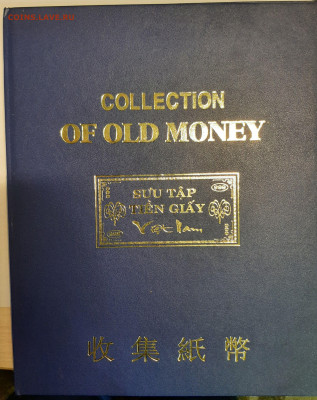 COLLECTION
OF OLD MONEY
SƯU TẬP
TIỀN GIẤY
Việt Nam
收集紙幣